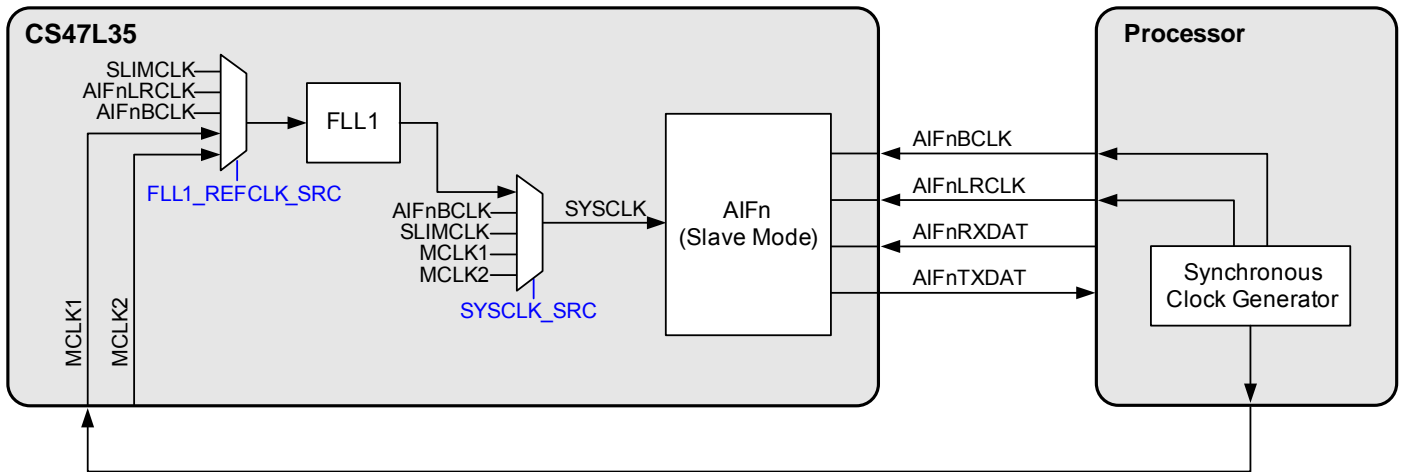 CS47L35
Processor
SLIMCLK
AIFnLRCLK
AIFnBCLK
FLL1
FLL1_REFCLK_SRC
MCLK1
MCLK2
AIFnBCLK
SLIMCLK
MCLK1
MCLK2
SYSCLK_SRC
SYSCLK
AIFn
(Slave Mode)
AIFnBCLK
AIFnLRCLK
AIFnRXDAT
AIFnTXDAT
Synchronous
Clock Generator